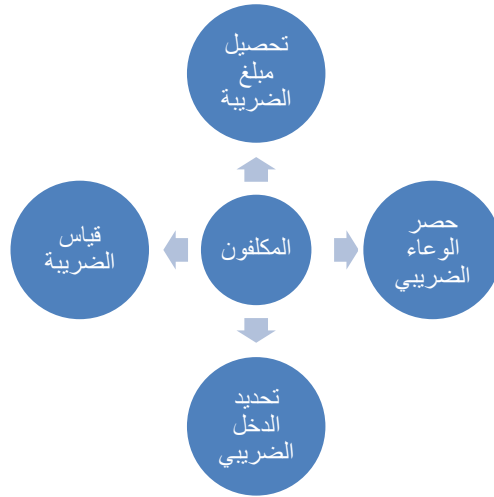 تحصيل
مبلغ
الضريبة
حصر
الوعاء
الضريبي
المكلفون
قياس
الضريبة
تحديد
الدخل
الضريبي